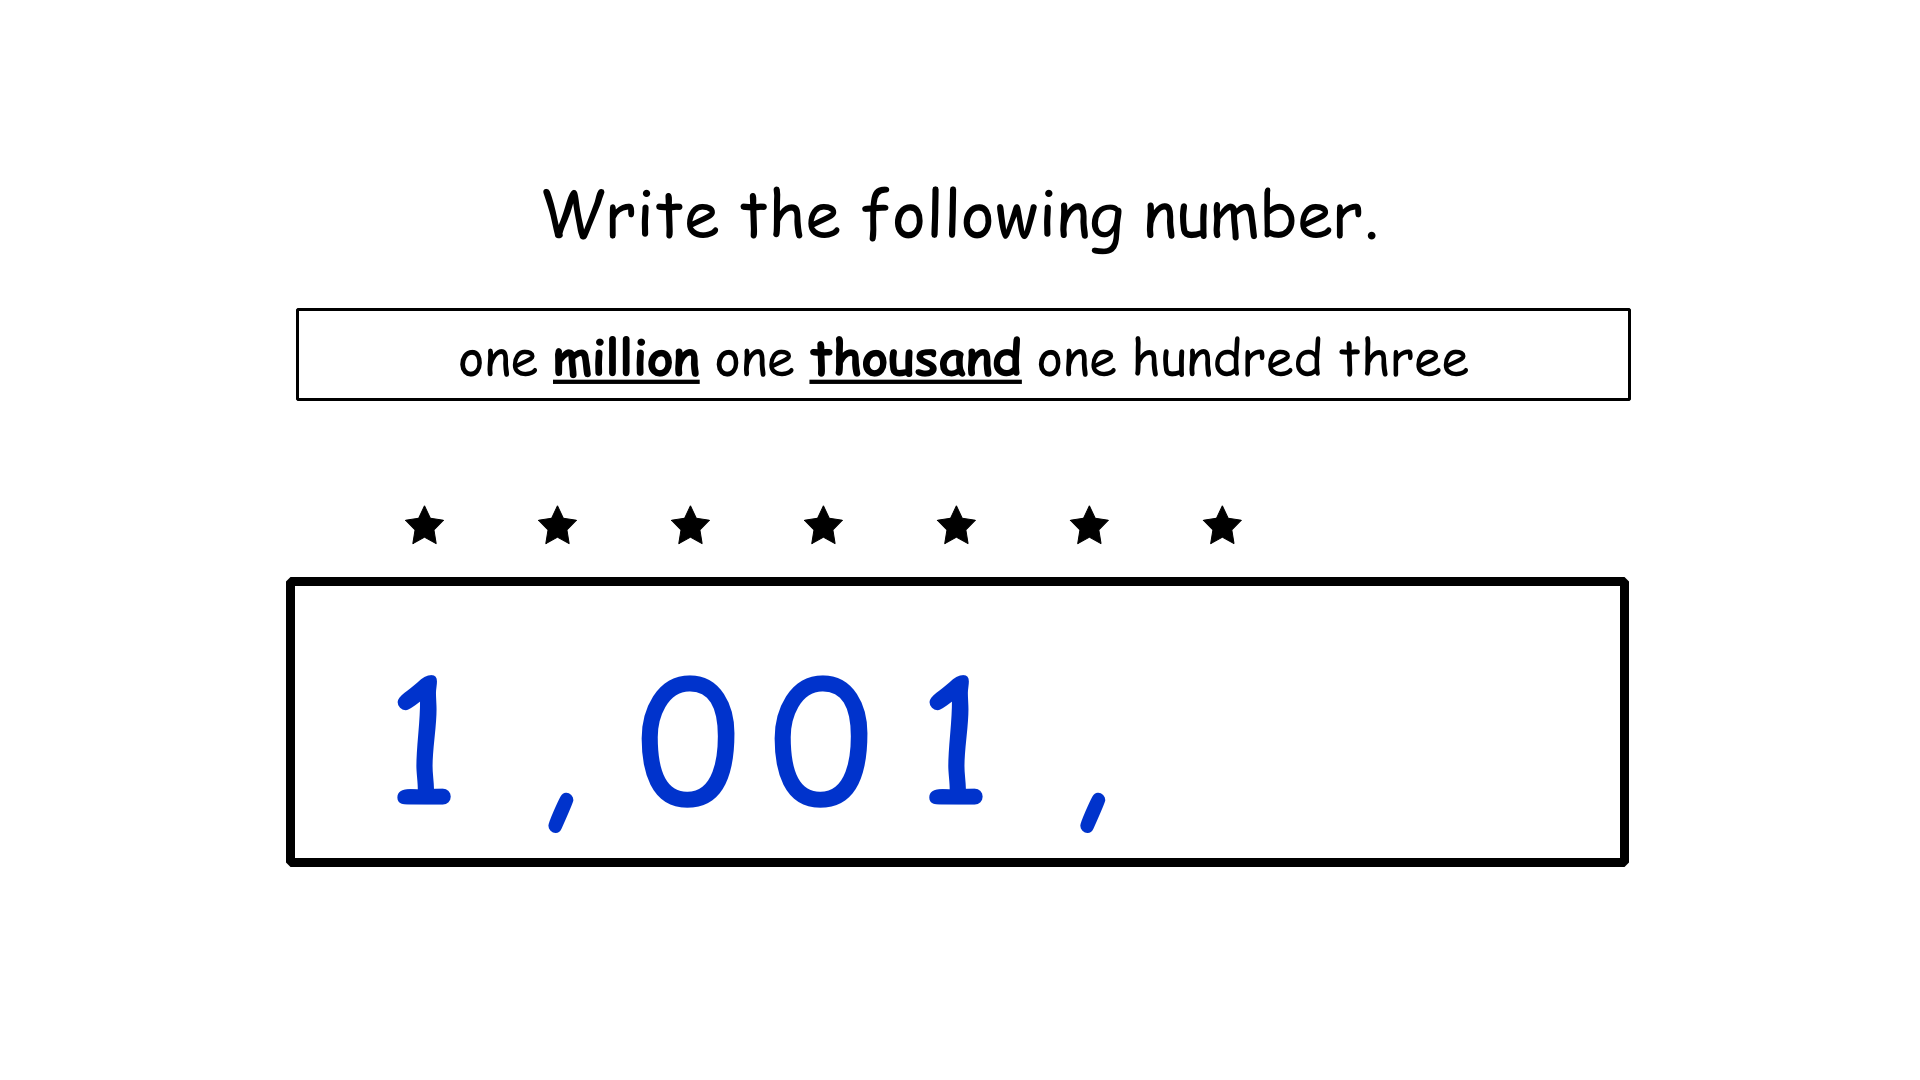 Write the following number.
one million one thousand one hundred three
1,001,